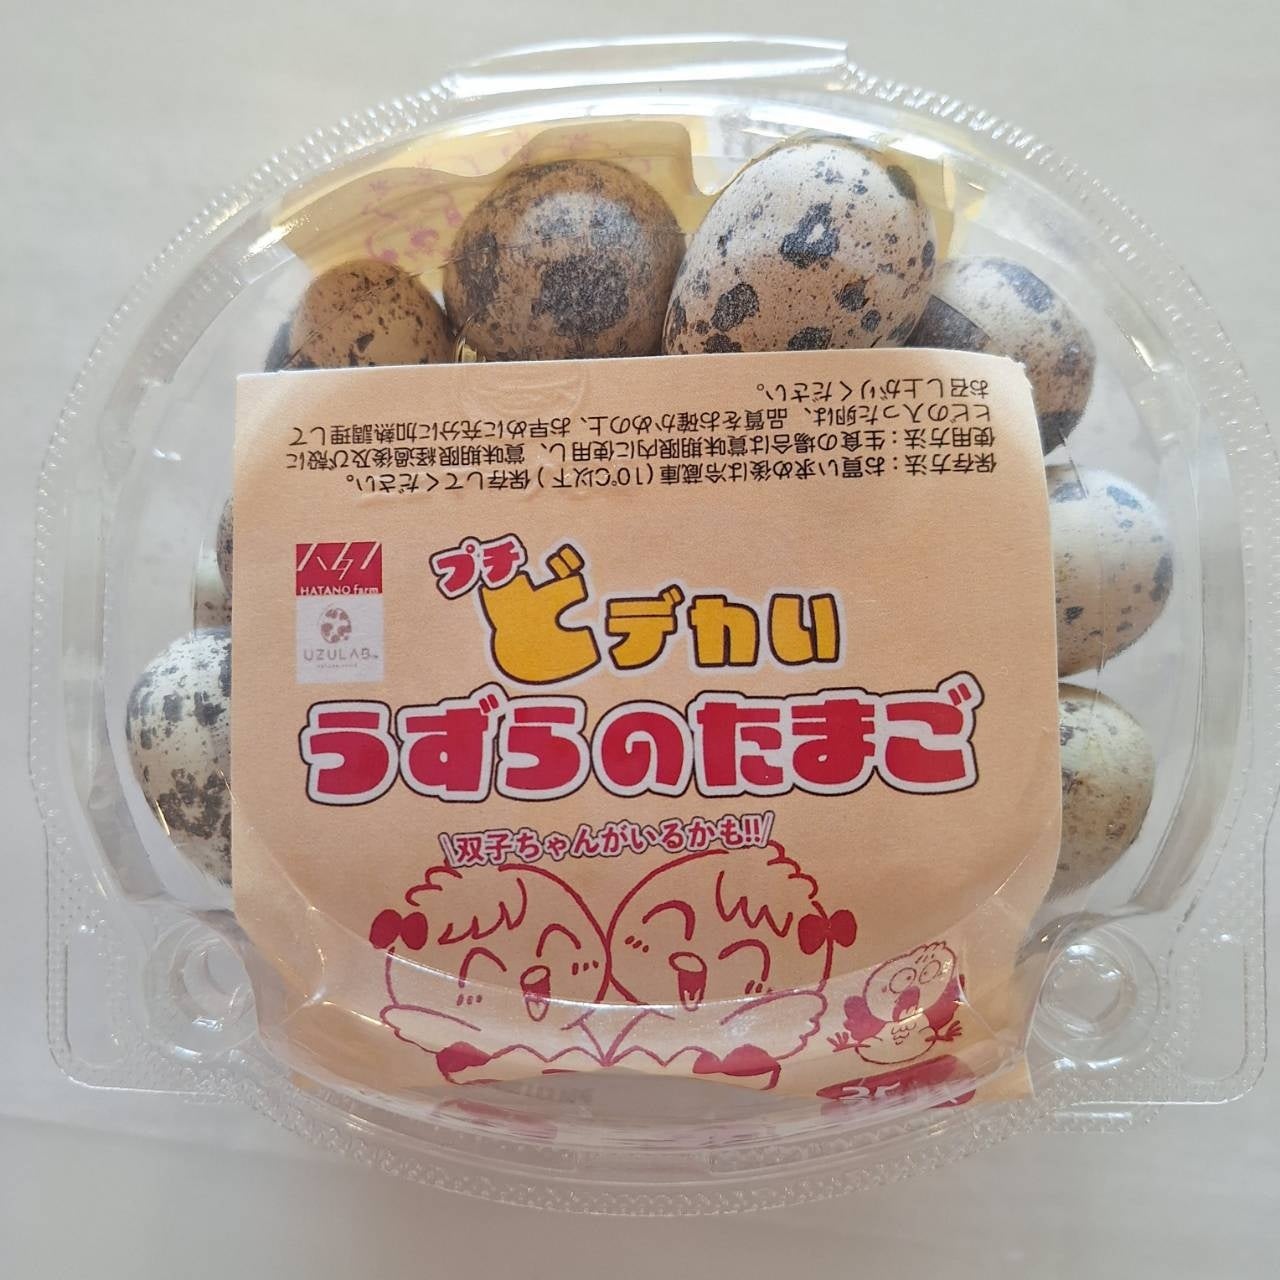 お召し上がりください。
ヒビの入った卵は、品質をお確かめの上、お早めに充分に加熱調理して
使用方法：生食の場合は賞味期限内に使用し、賞味期限経過後及び殻に
保存方法：お買い求め後は冷蔵庫(10℃以下)保存してください。
ハタノ
HATANO farm
UZULAB
プチ
ドデカい
うずらのたまご
\双子ちゃんがいるかも!!/